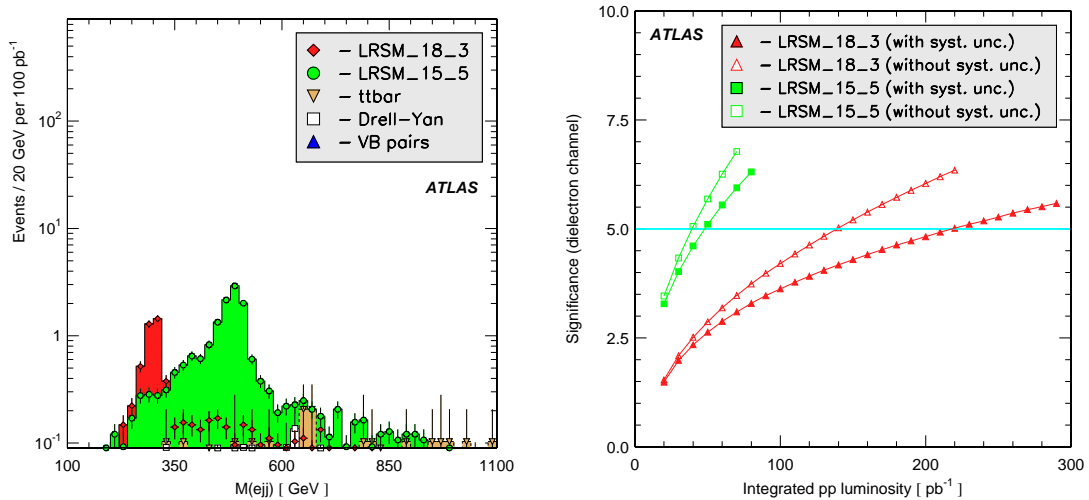 Events / 20 GeV per 100 pb-1
10^2
10
1
10^-1
– LRSM_18_3
– LRSM_15_5
– ttbar
– Drell–Yan
– VB pairs
ATLAS
100 350 600 850 1100
M(ejj) [ GeV ]
Significance (dielectron channel)
10.0
7.5
5.0
2.5
0.0
ATLAS
– LRSM_18_3 (with syst. unc.)
– LRSM_18_3 (without syst. unc.)
– LRSM_15_5 (with syst. unc.)
– LRSM_15_5 (without syst. unc.)
0 100 200 300
Integrated pp luminosity [ pb-1 ]